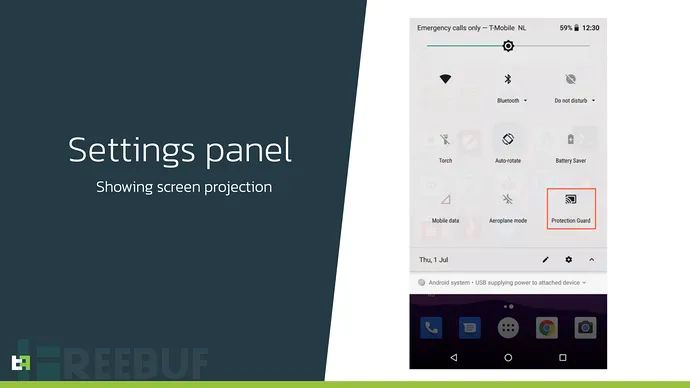 Settings panel
Showing screen projection
Emergency calls only — T-Mobile NL 59% 12:30
Bluetooth Do not disturb
Torch Auto-rotate Battery Saver
Mobile data Aeroplane mode Protection Guard
Thu, 1 Jul
Android system • USB supplying power to attached device
REEBUF